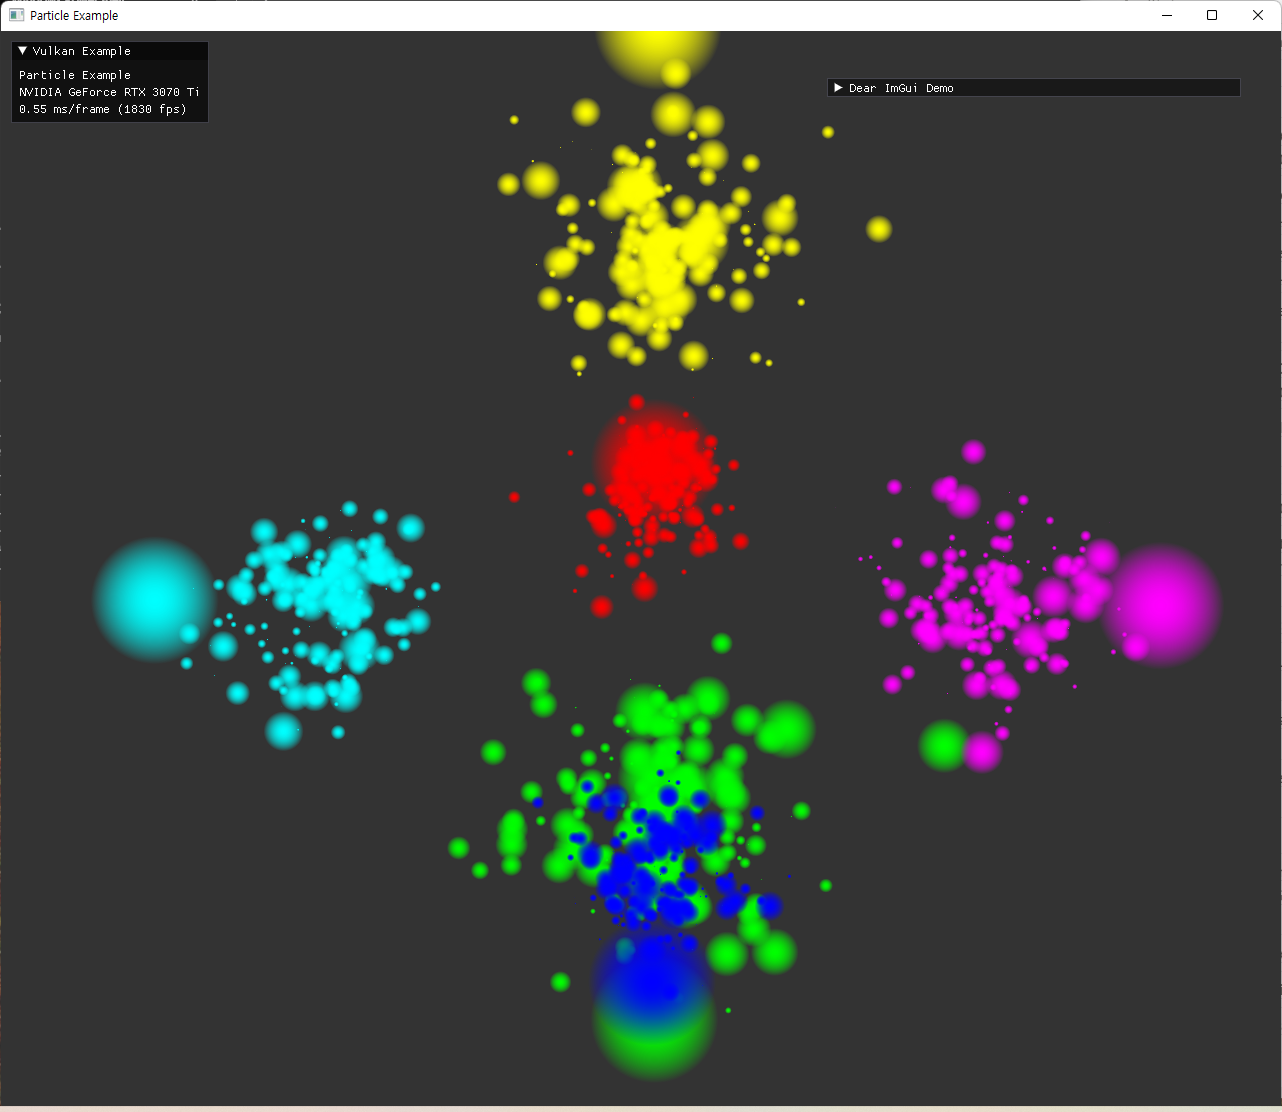 Particle Example
Vulkan Example
Particle Example
NVIDIA GeForce RTX 3070 Ti
0.55 ms/frame (1830 fps)
Dear ImGui Demo